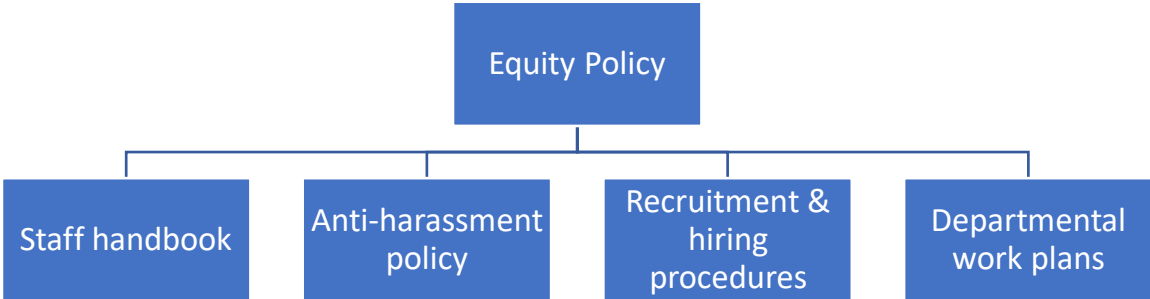 Equity Policy
Staff handbook
Anti-harassment
policy
Recruitment &
hiring
procedures
Departmental
work plans